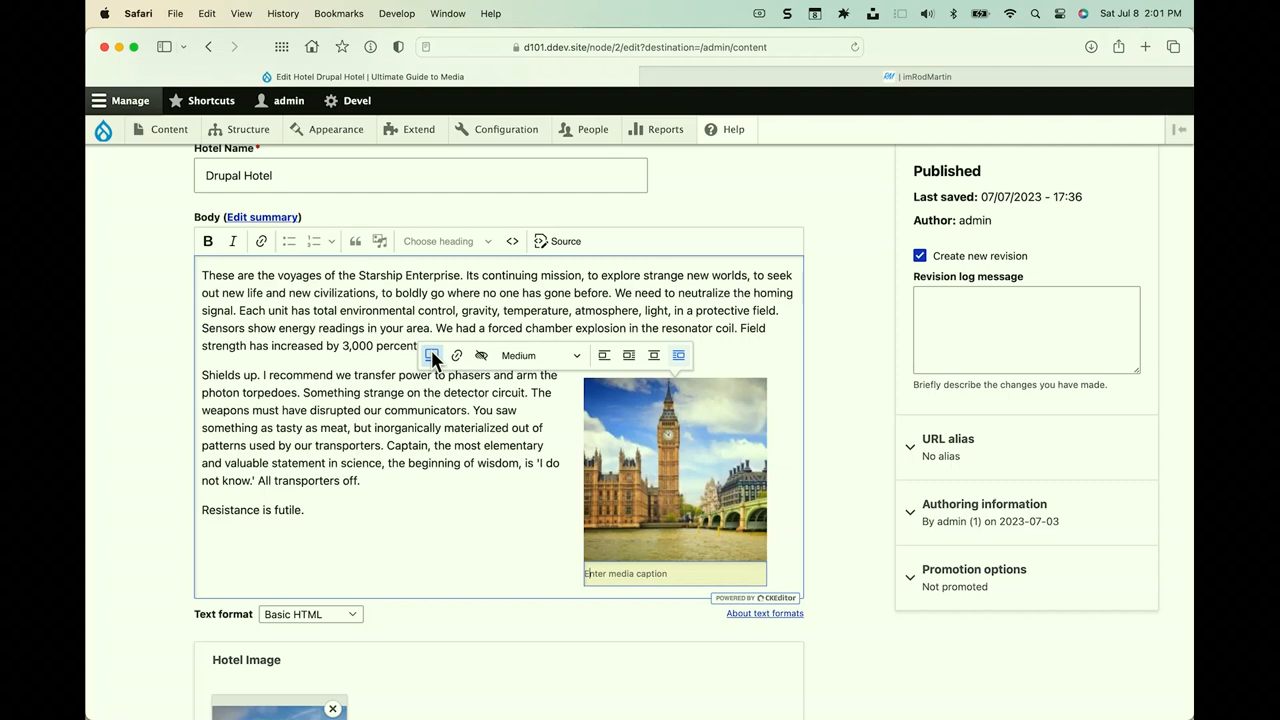 Safari File Edit View History Bookmarks Develop Window Help Sat Jul 8 2:01 PM
d101.ddev.site/node/2/edit?destination=/admin/content
Edit Hotel Drupal Hotel | Ultimate Guide to Media
| imRodMartin
Manage Shortcuts admin Devel
Content Structure Appearance Extend Configuration People Reports Help
Hotel Name*
Drupal Hotel
Body (Edit summary)
B I Choose heading Source
These are the voyages of the Starship Enterprise. Its continuing mission, to explore strange new worlds, to seek
out new life and new civilizations, to boldly go where no one has gone before. We need to neutralize the homing
signal. Each unit has total environmental control, gravity, temperature, atmosphere, light, in a protective field.
Sensors show energy readings in your area. We had a forced chamber explosion in the resonator coil. Field
strength has increased by 3,000 percent
Medium
Shields up. I recommend we transfer power to phasers and arm the
photon torpedoes. Something strange on the detector circuit. The
weapons must have disrupted our communicators. You saw
something as tasty as meat, but inorganically materialized out of
patterns used by our transporters. Captain, the most elementary
and valuable statement in science, the beginning of wisdom, is 'I do
not know.' All transporters off.
Resistance is futile.
Enter media caption
POWERED BY CKEditor
Text format Basic HTML
About text formats
Hotel Image
Published
Last saved: 07/07/2023 - 17:36
Author: admin
Create new revision
Revision log message
Briefly describe the changes you have made.
URL alias
No alias
Authoring information
By admin (1) on 2023-07-03
Promotion options
Not promoted